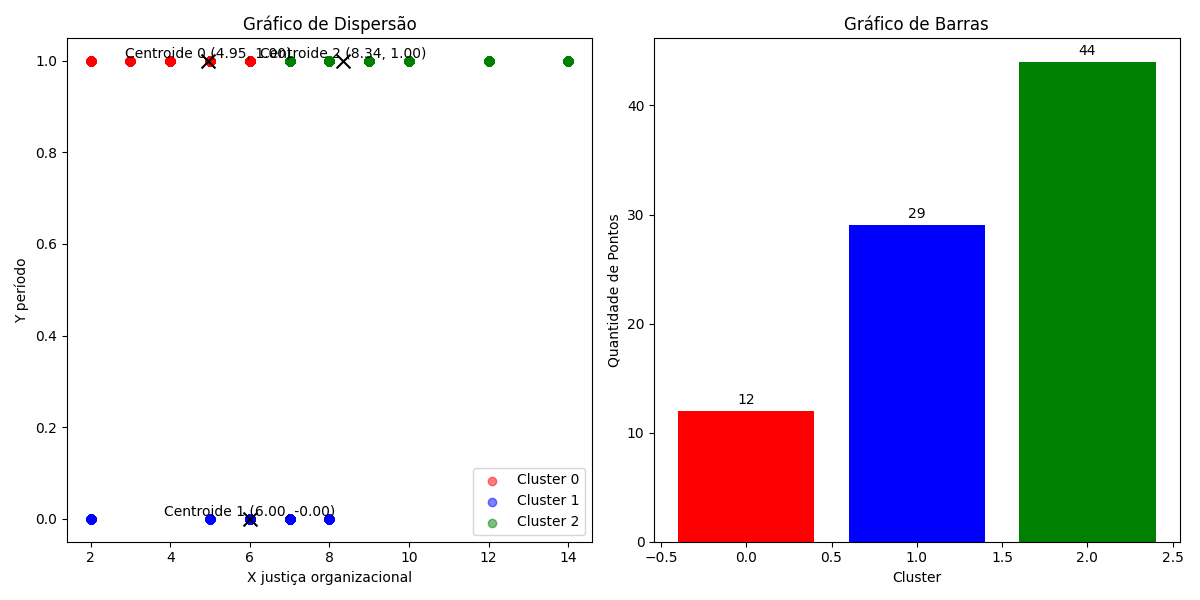 Gráfico de Dispersão
Centroide 0 (4.95, 1.00)
Centroide 2 (8.34, 1.00)
1.0
0.8
0.6
0.4
0.2
0.0
Y período
Centroide 1 (6.00, -0.00)
Cluster 0
Cluster 1
Cluster 2
2 4 6 8 10 12 14
X justiça organizacional
Gráfico de Barras
44
29
12
40
30
20
10
0
Quantidade de Pontos
−0.5 0.0 0.5 1.0 1.5 2.0 2.5
Cluster